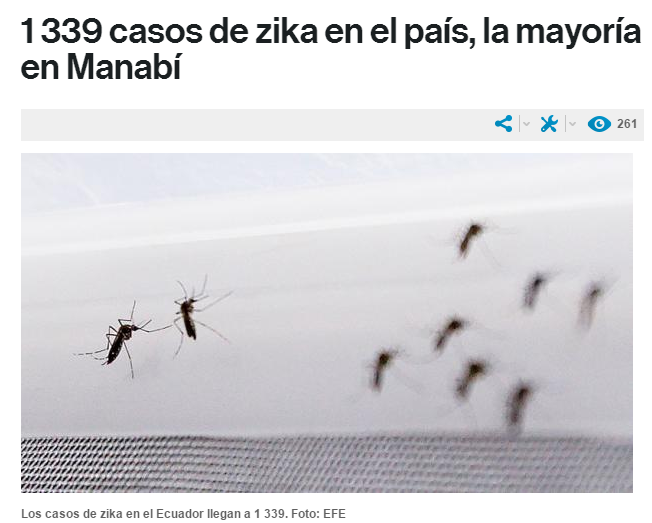 1 339 casos de zika en el país, la mayoría
en Manabí
261
Los casos de zika en el Ecuador llegan a 1 339. Foto: EFE